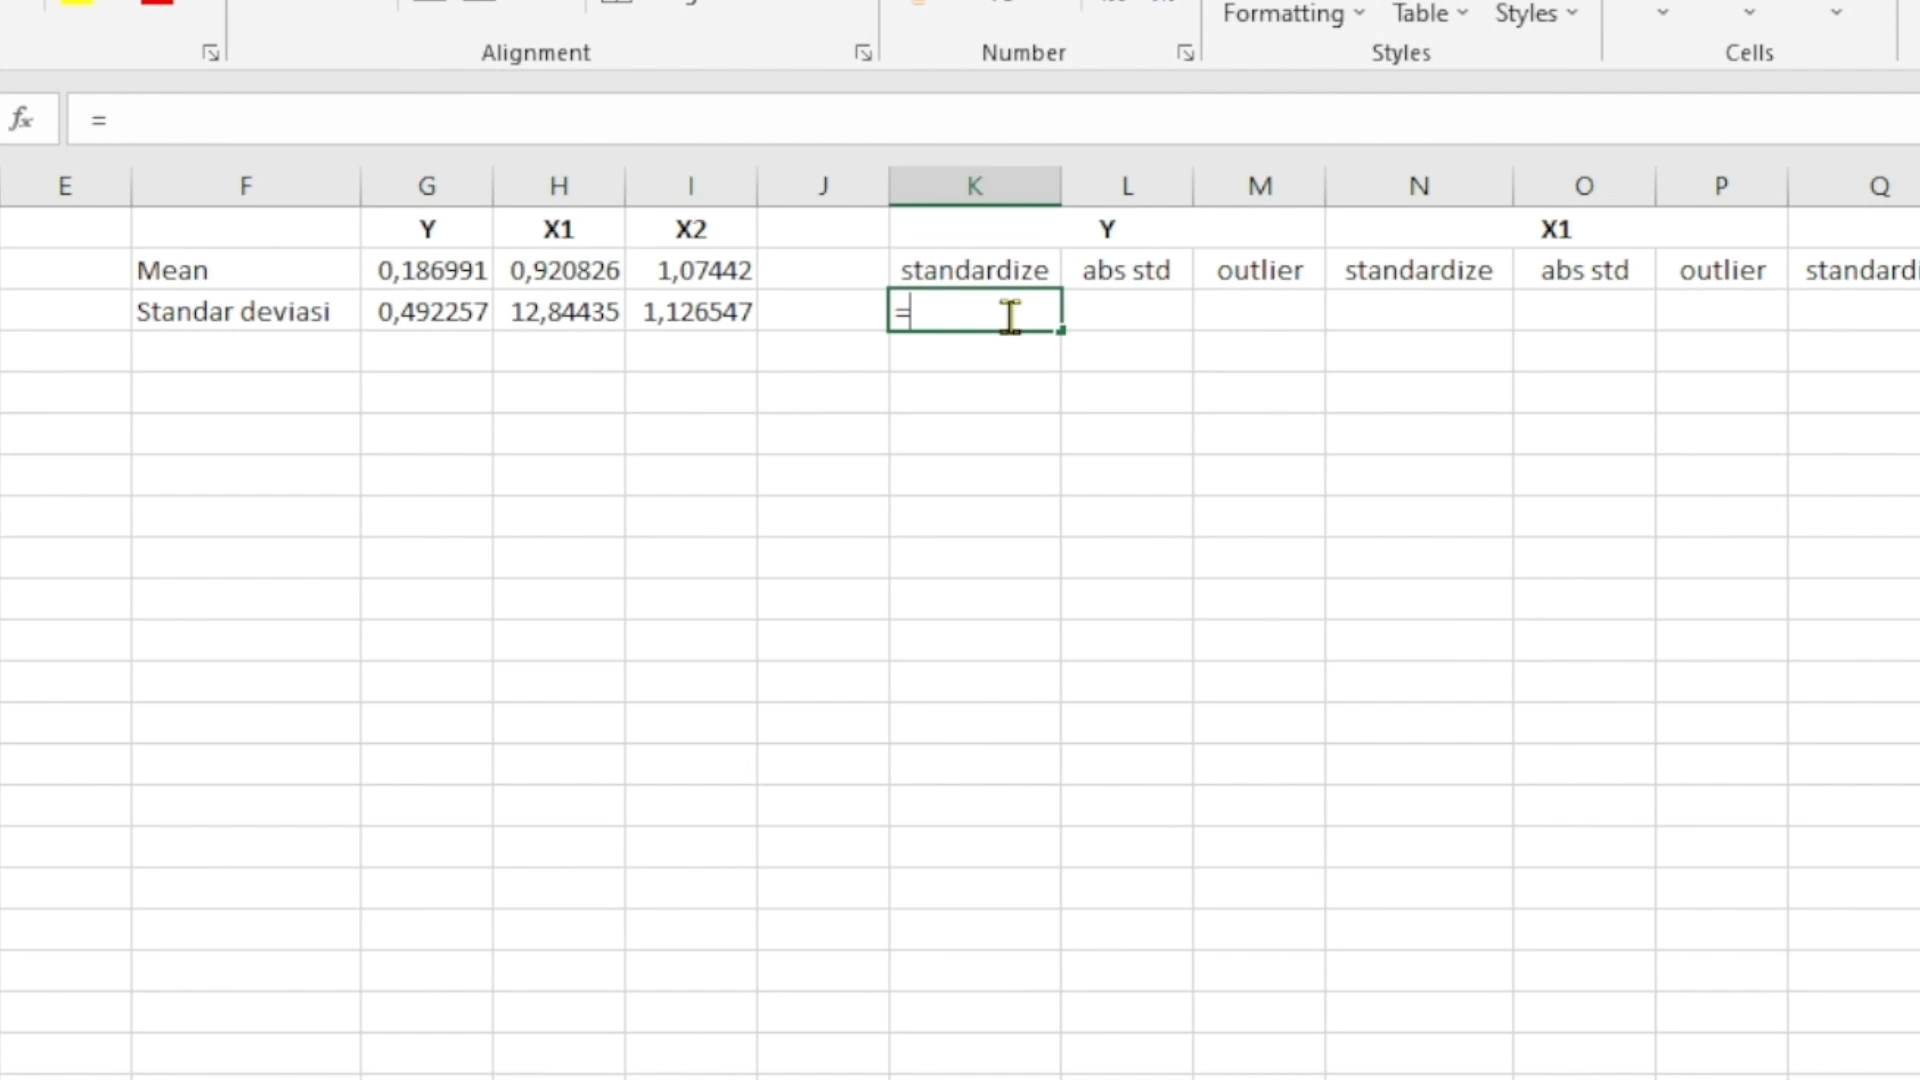 Formatting Table Styles
Alignment Number Styles Cells
fx =
E F G H I J K L M N O P Q
Y X1 X2 Y X1
Mean 0,186991 0,920826 1,07442 standardize abs std outlier standardize abs std outlier standardi
Standar deviasi 0,492257 12,84435 1,126547 =